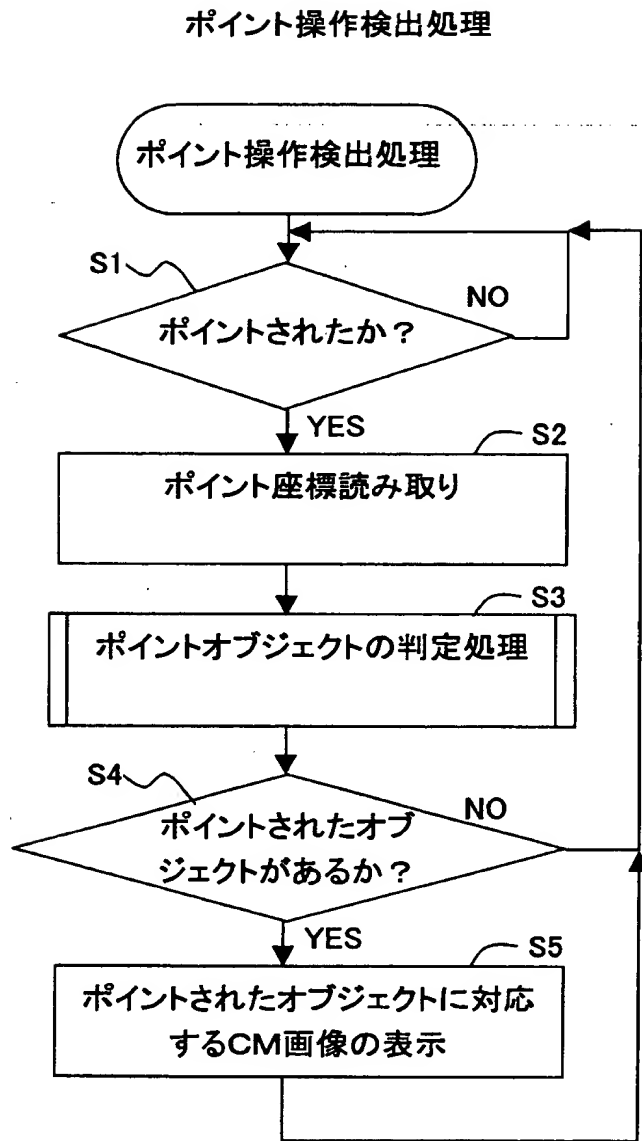 ポイント操作検出処理
ポイント操作検出処理
S1
NO
ポイントされたか?
YES
S2
ポイント座標読み取り
S3
ポイントオブジェクトの判定処理
S4
NO
ポイントされたオブ
ジェクトがあるか?
YES
S5
ポイントされたオブジェクトに対応
するCM画像の表示